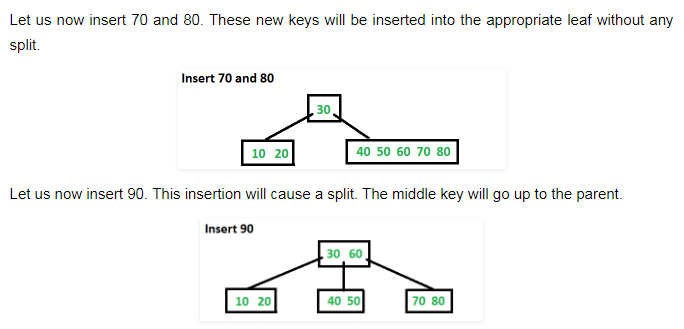 Let us now insert 70 and 80. These new keys will be inserted into the appropriate leaf without any
split.
Insert 70 and 80
30
10 20
40 50 60 70 80
Let us now insert 90. This insertion will cause a split. The middle key will go up to the parent.
Insert 90
30 60
10 20
40 50
70 80